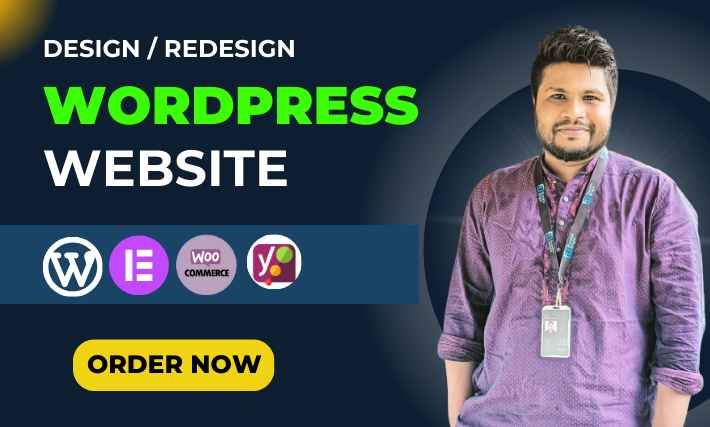 DESIGN / REDESIGN
WORDPRESS
WEBSITE
W
E
WOO
COMMERCE
y
ORDER NOW